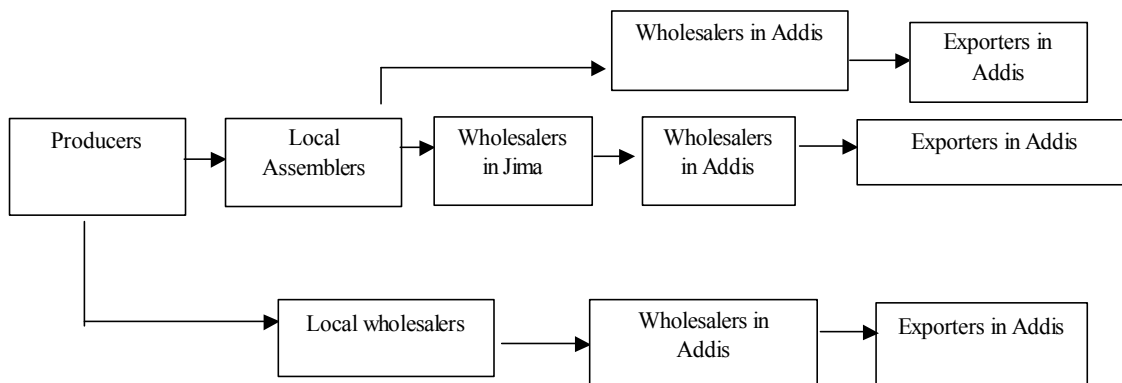 Wholesalers in Addis
Exporters in
Addis
Producers
Local
Assemblers
Wholesalers
in Jima
Wholesalers
in Addis
Exporters in Addis
Local wholesalers
Wholesalers in
Addis
Exporters in Addis